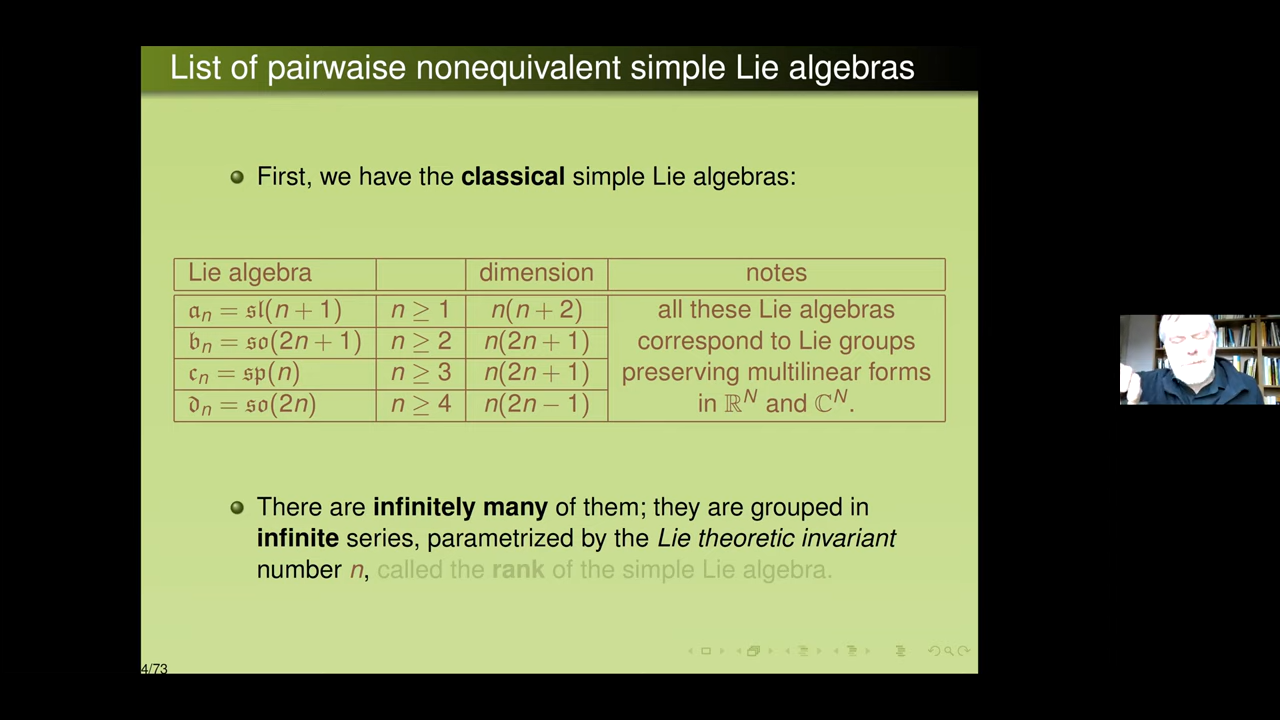 List of pairwaise nonequivalent simple Lie algebras
First, we have the classical simple Lie algebras:
Lie algebra dimension notes
𝔞ₙ = 𝔰𝔩(n + 1) n ≥ 1 n(n + 2) all these Lie algebras
𝔟ₙ = 𝔰𝔬(2n + 1) n ≥ 2 n(2n + 1) correspond to Lie groups
𝔠ₙ = 𝔰𝔭(n) n ≥ 3 n(2n + 1) preserving multilinear forms
𝔡ₙ = 𝔰𝔬(2n) n ≥ 4 n(2n − 1) in ℝᴺ and ℂᴺ.
There are infinitely many of them; they are grouped in
infinite series, parametrized by the Lie theoretic invariant
number n, called the rank of the simple Lie algebra.
4/73